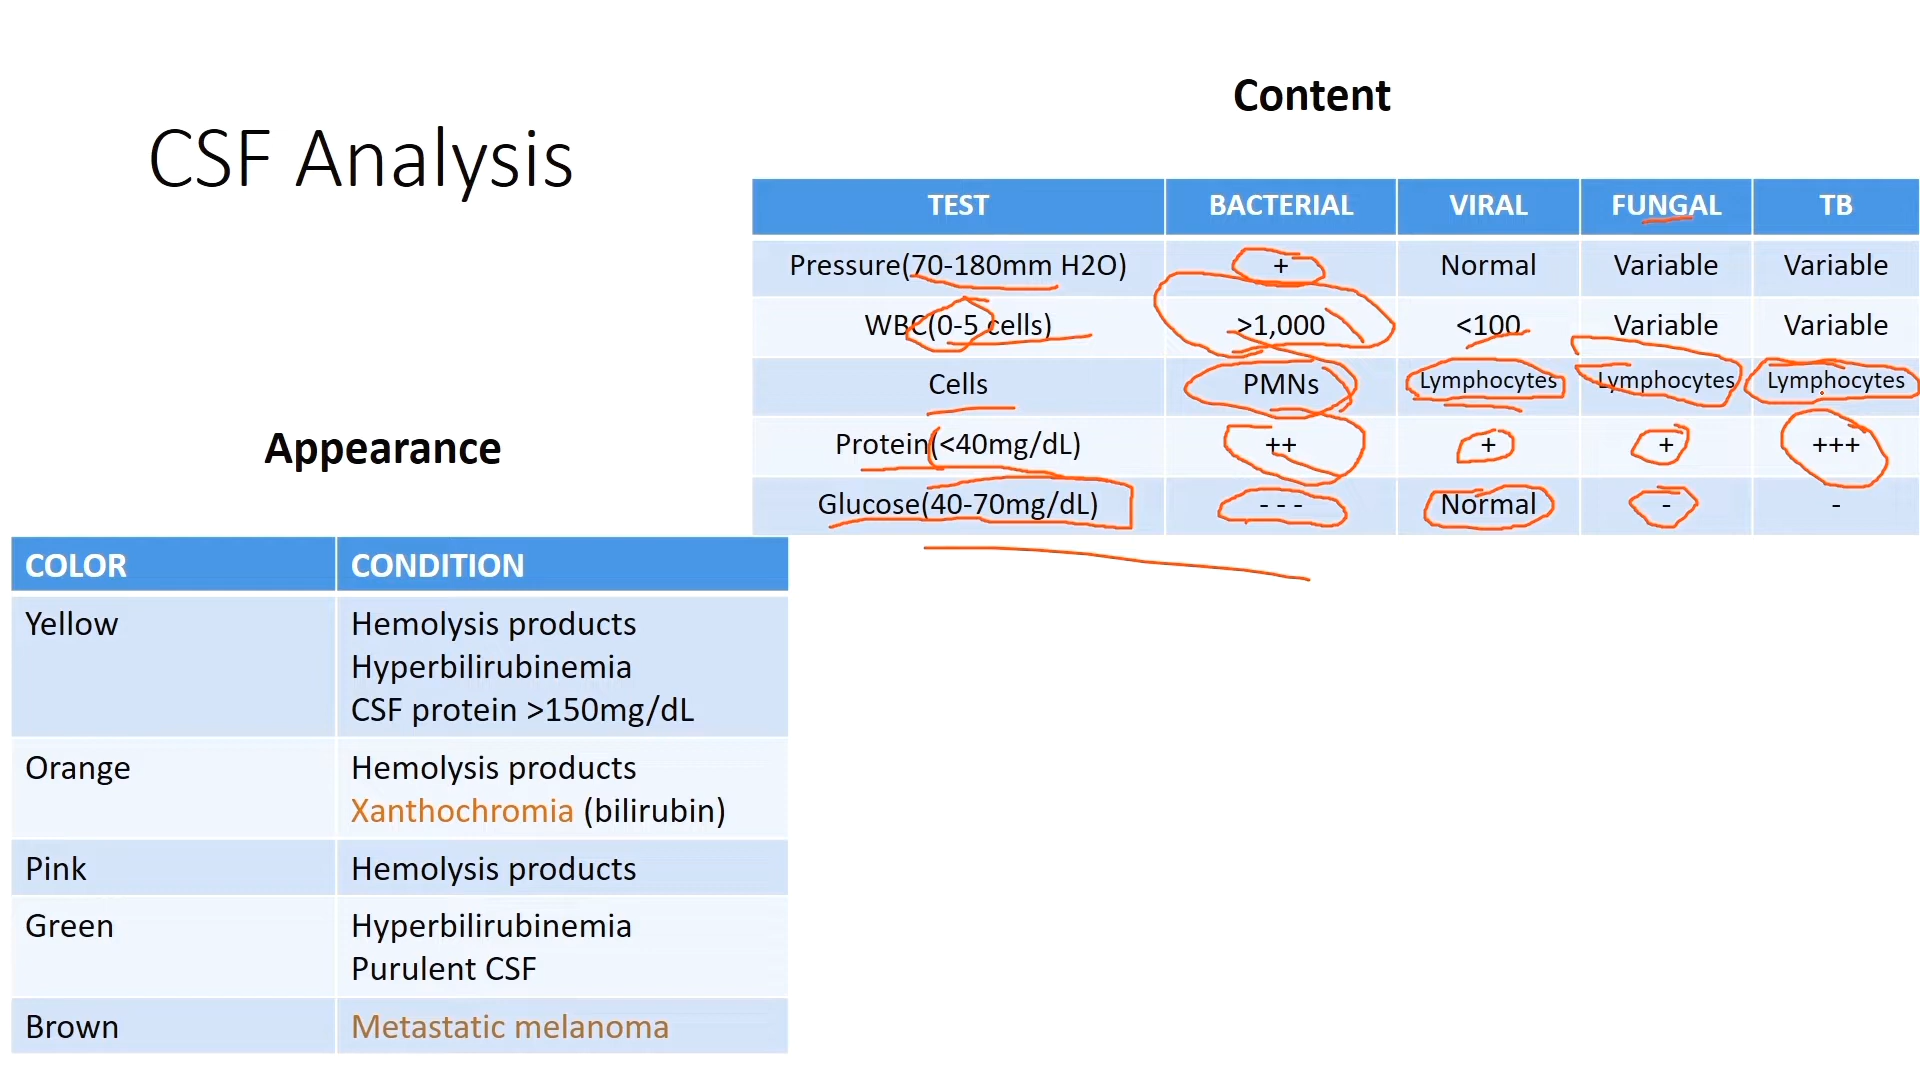 CSF Analysis
Content
TEST BACTERIAL VIRAL FUNGAL TB
Pressure(70-180mm H2O) + Normal Variable Variable
WBC(0-5 cells) >1,000 <100 Variable Variable
Cells PMNs Lymphocytes Lymphocytes Lymphocytes
Protein(<40mg/dL) ++ + + +++
Glucose(40-70mg/dL) - - - Normal - -
Appearance
COLOR CONDITION
Yellow Hemolysis products
Hyperbilirubinemia
CSF protein >150mg/dL
Orange Hemolysis products
Xanthochromia (bilirubin)
Pink Hemolysis products
Green Hyperbilirubinemia
Purulent CSF
Brown Metastatic melanoma